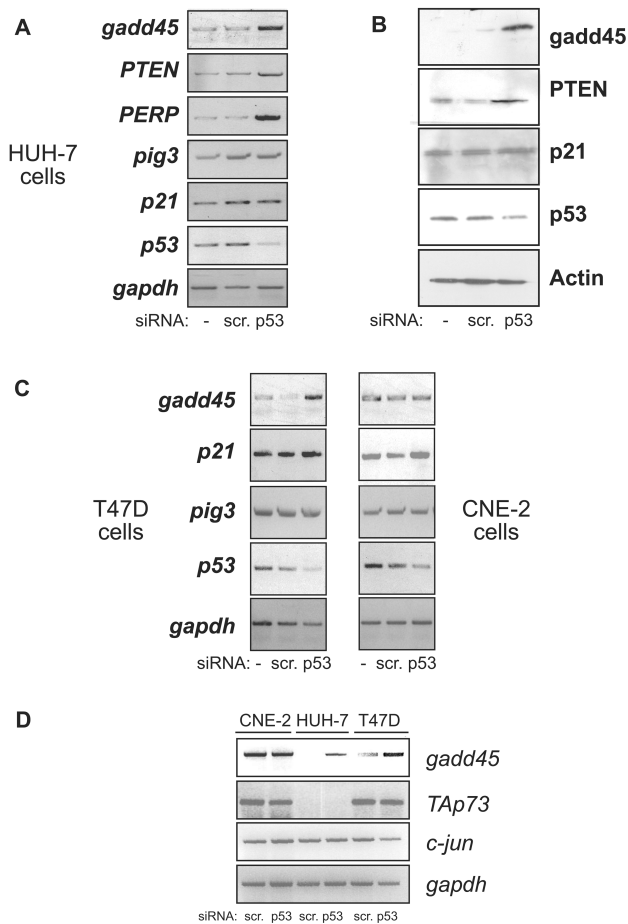 A
gadd45
PTEN
PERP
HUH-7
cells
pig3
p21
p53
gapdh
siRNA: - scr. p53
B
gadd45
PTEN
p21
p53
Actin
siRNA: - scr. p53
C
gadd45
p21
T47D
cells
pig3
CNE-2
cells
p53
gapdh
siRNA: - scr. p53 - scr. p53
D
CNE-2 HUH-7 T47D
gadd45
TAp73
c-jun
gapdh
siRNA: scr. p53 scr. p53 scr. p53